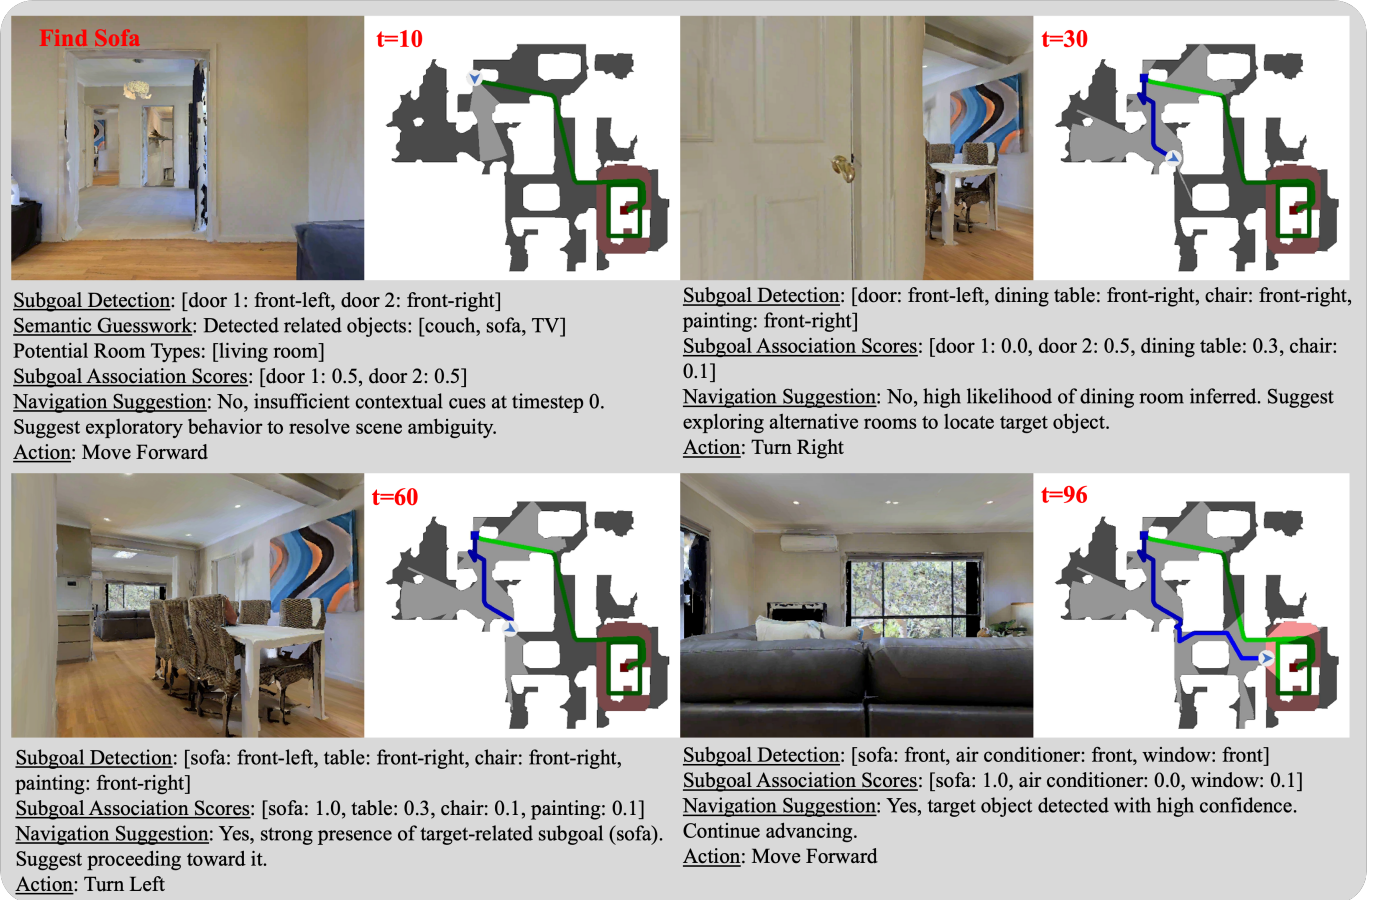 Find Sofa
t=10
Subgoal Detection: [door 1: front-left, door 2: front-right]
Semantic Guesswork: Detected related objects: [couch, sofa, TV]
Potential Room Types: [living room]
Subgoal Association Scores: [door 1: 0.5, door 2: 0.5]
Navigation Suggestion: No, insufficient contextual cues at timestep 0.
Suggest exploratory behavior to resolve scene ambiguity.
Action: Move Forward
t=30
Subgoal Detection: [door: front-left, dining table: front-right, chair: front-right,
painting: front-right]
Subgoal Association Scores: [door 1: 0.0, door 2: 0.5, dining table: 0.3, chair:
0.1]
Navigation Suggestion: No, high likelihood of dining room inferred. Suggest
exploring alternative rooms to locate target object.
Action: Turn Right
t=60
Subgoal Detection: [sofa: front-left, table: front-right, chair: front-right,
painting: front-right]
Subgoal Association Scores: [sofa: 1.0, table: 0.3, chair: 0.1, painting: 0.1]
Navigation Suggestion: Yes, strong presence of target-related subgoal (sofa).
Suggest proceeding toward it.
Action: Turn Left
t=96
Subgoal Detection: [sofa: front, air conditioner: front, window: front]
Subgoal Association Scores: [sofa: 1.0, air conditioner: 0.0, window: 0.1]
Navigation Suggestion: Yes, target object detected with high confidence.
Continue advancing.
Action: Move Forward